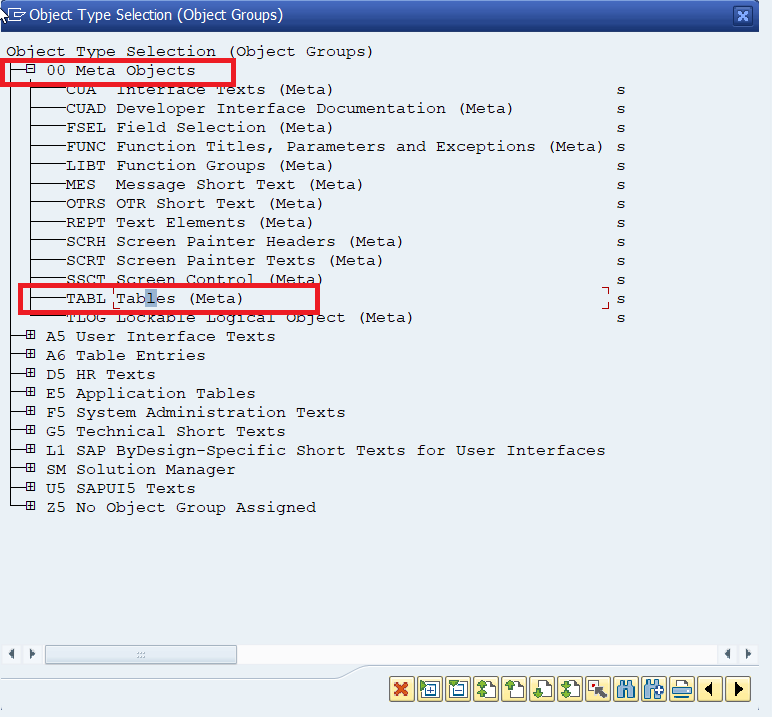 Object Type Selection (Object Groups)
Object Type Selection (Object Groups)
00 Meta Objects
CUA Interface Texts (Meta) s
CUAD Developer Interface Documentation (Meta) s
FSEL Field Selection (Meta) s
FUNC Function Titles, Parameters and Exceptions (Meta) s
LIBT Function Groups (Meta) s
MES Message Short Text (Meta) s
OTRS OTR Short Text (Meta) s
REPT Text Elements (Meta) s
SCRH Screen Painter Headers (Meta) s
SCRT Screen Painter Texts (Meta) s
SSCT Screen Control (Meta) s
TABL Tables (Meta) s
TLOG Lockable Logical Object (Meta) s
A5 User Interface Texts
A6 Table Entries
D5 HR Texts
E5 Application Tables
F5 System Administration Texts
G5 Technical Short Texts
L1 SAP ByDesign-Specific Short Texts for User Interfaces
SM Solution Manager
U5 SAPUI5 Texts
Z5 No Object Group Assigned